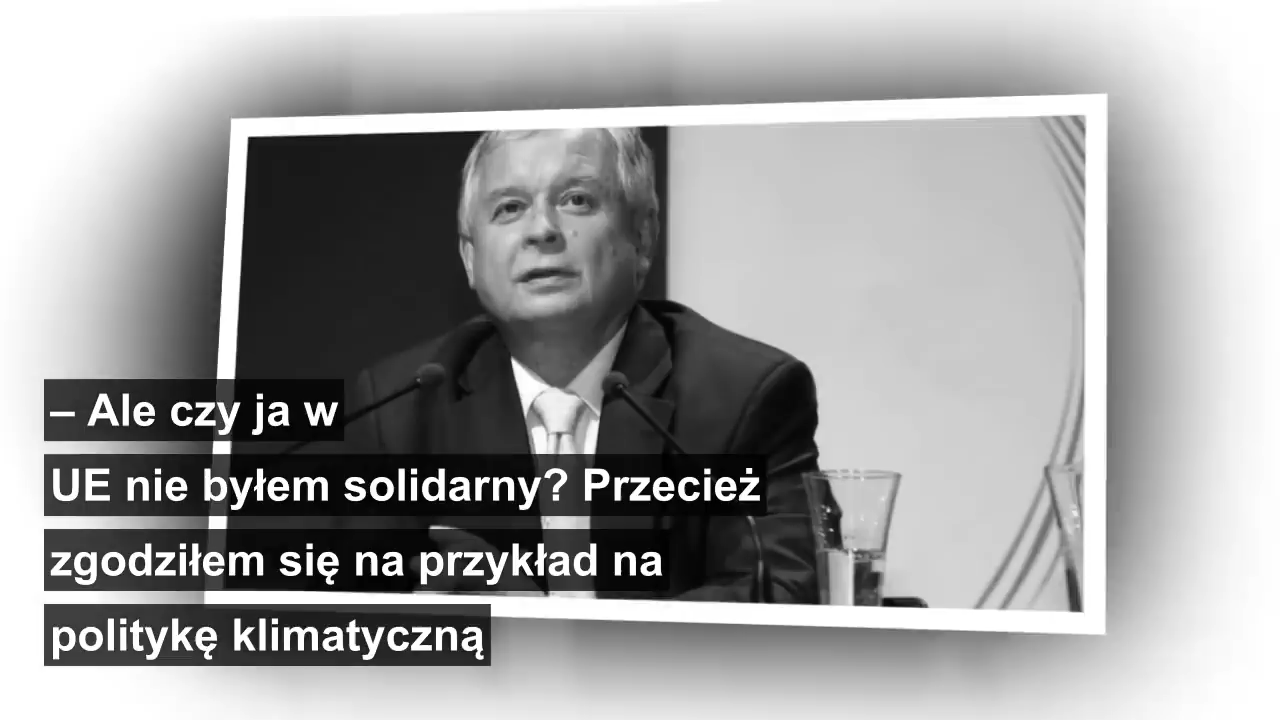 – Ale czy ja w
UE nie byłem solidarny? Przecież
zgodziłem się na przykład na
politykę klimatyczną